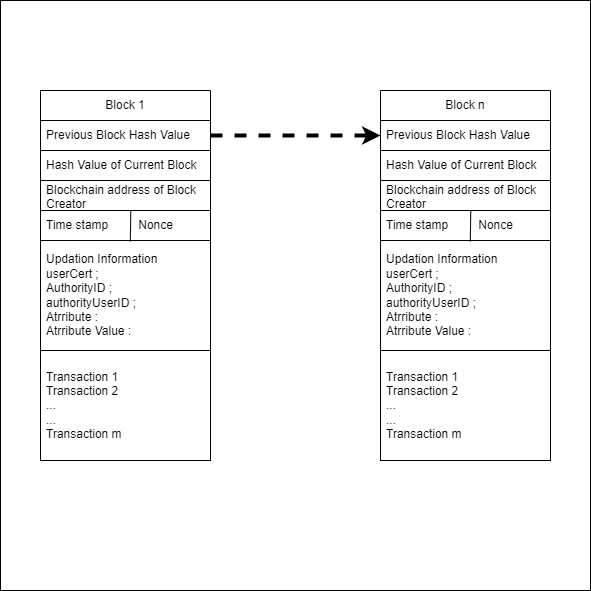 Block 1
Previous Block Hash Value
Hash Value of Current Block
Blockchain address of Block
Creator
Time stamp
Nonce
Updation Information
userCert ;
AuthorityID ;
authorityUserID ;
Atrribute :
Atrribute Value :
Transaction 1
Transaction 2
...
...
Transaction m
Block n
Previous Block Hash Value
Hash Value of Current Block
Blockchain address of Block
Creator
Time stamp
Nonce
Updation Information
userCert ;
AuthorityID ;
authorityUserID ;
Atrribute :
Atrribute Value :
Transaction 1
Transaction 2
...
...
Transaction m